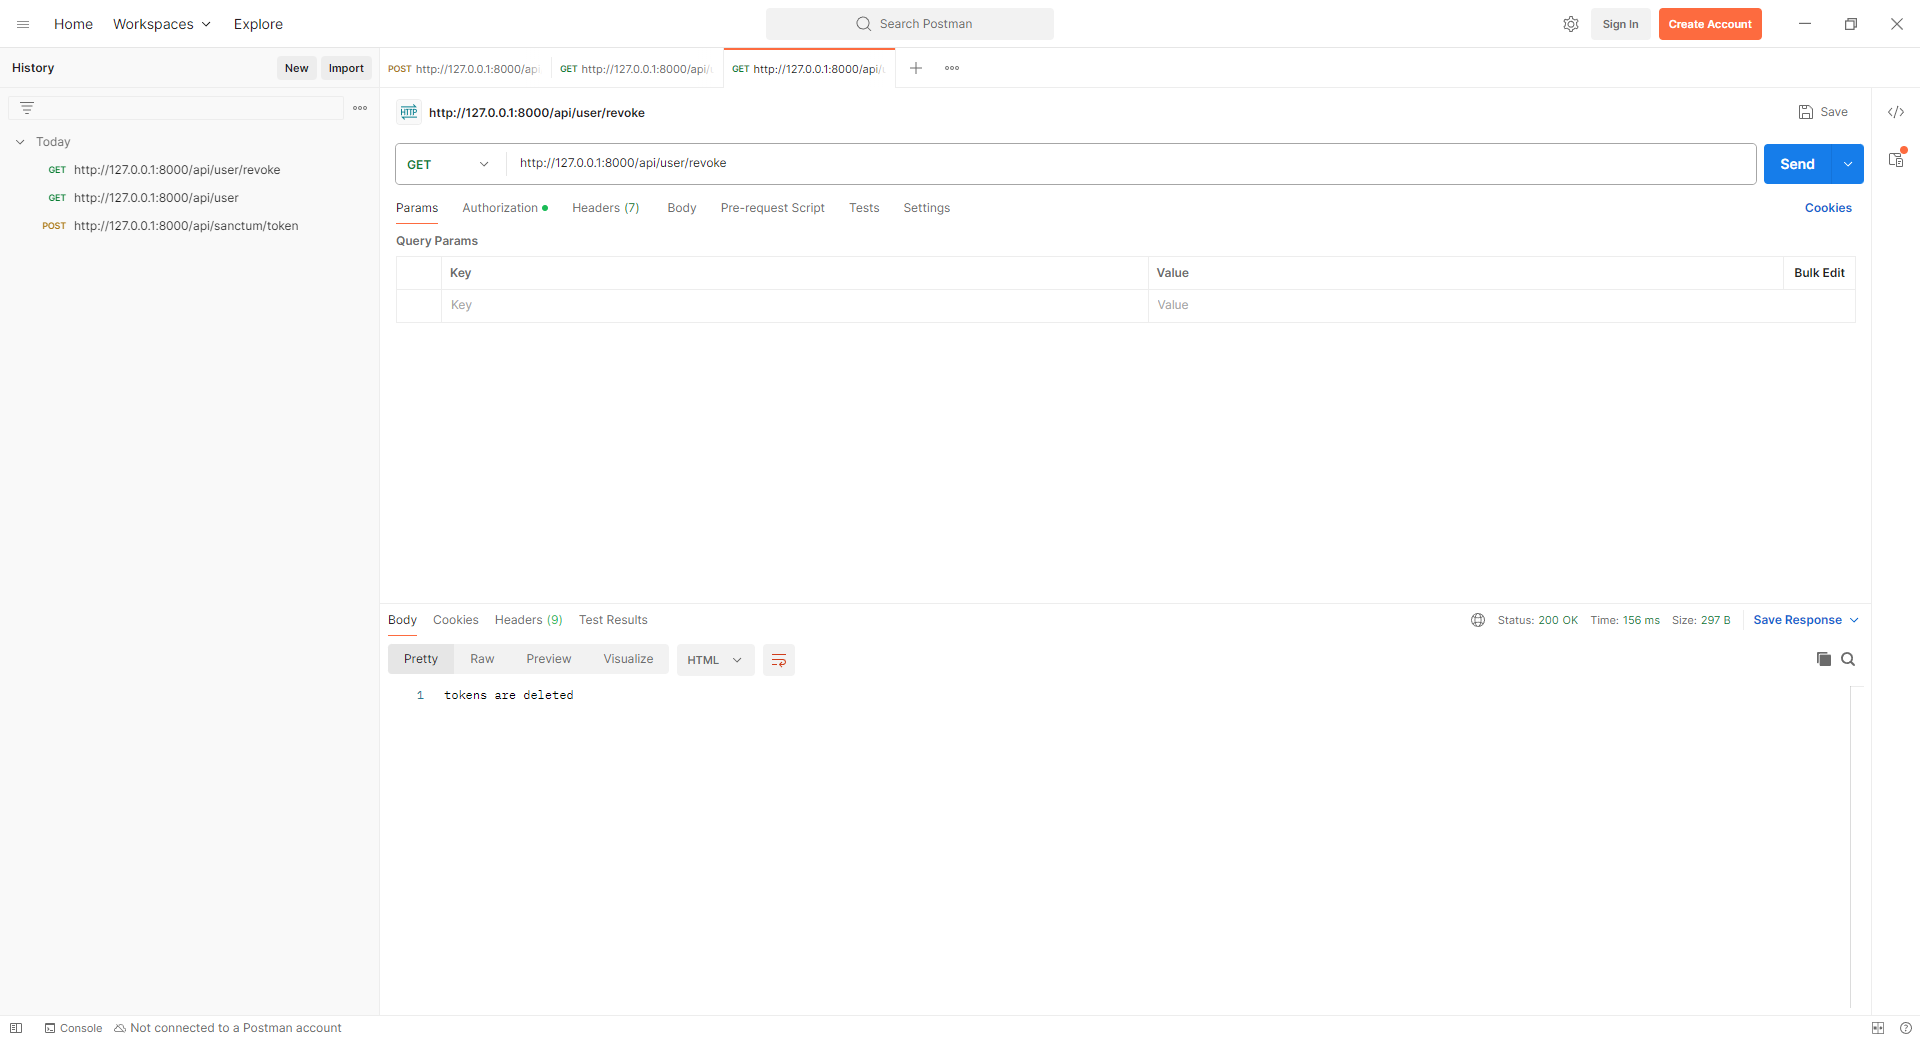 Home Workspaces Explore Search Postman Sign In Create Account
History New Import
POST http://127.0.0.1:8000/api GET http://127.0.0.1:8000/api/ GET http://127.0.0.1:8000/api/
HTTP http://127.0.0.1:8000/api/user/revoke Save
Today
GET http://127.0.0.1:8000/api/user/revoke
GET http://127.0.0.1:8000/api/user
POST http://127.0.0.1:8000/api/sanctum/token
GET http://127.0.0.1:8000/api/user/revoke Send
Params Authorization Headers (7) Body Pre-request Script Tests Settings Cookies
Query Params
Key Value Bulk Edit
Key Value
Body Cookies Headers (9) Test Results Status: 200 OK Time: 156 ms Size: 297 B Save Response
Pretty Raw Preview Visualize HTML
1 tokens are deleted
Console Not connected to a Postman account